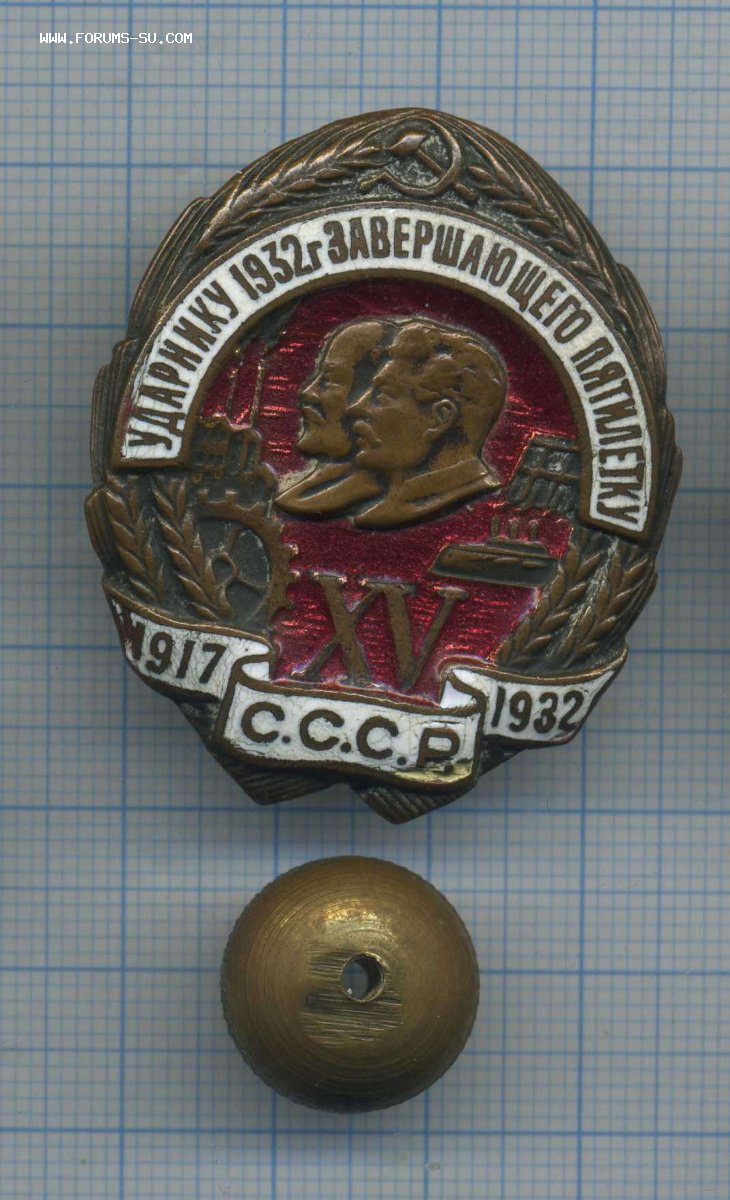 WWW.FORUMS-SU.COM
УДАРНИКУ 1932г ЗАВЕРШАЮЩЕГО ПЯТИЛЕТКУ
XV
1917
С.С.С.Р.
1932